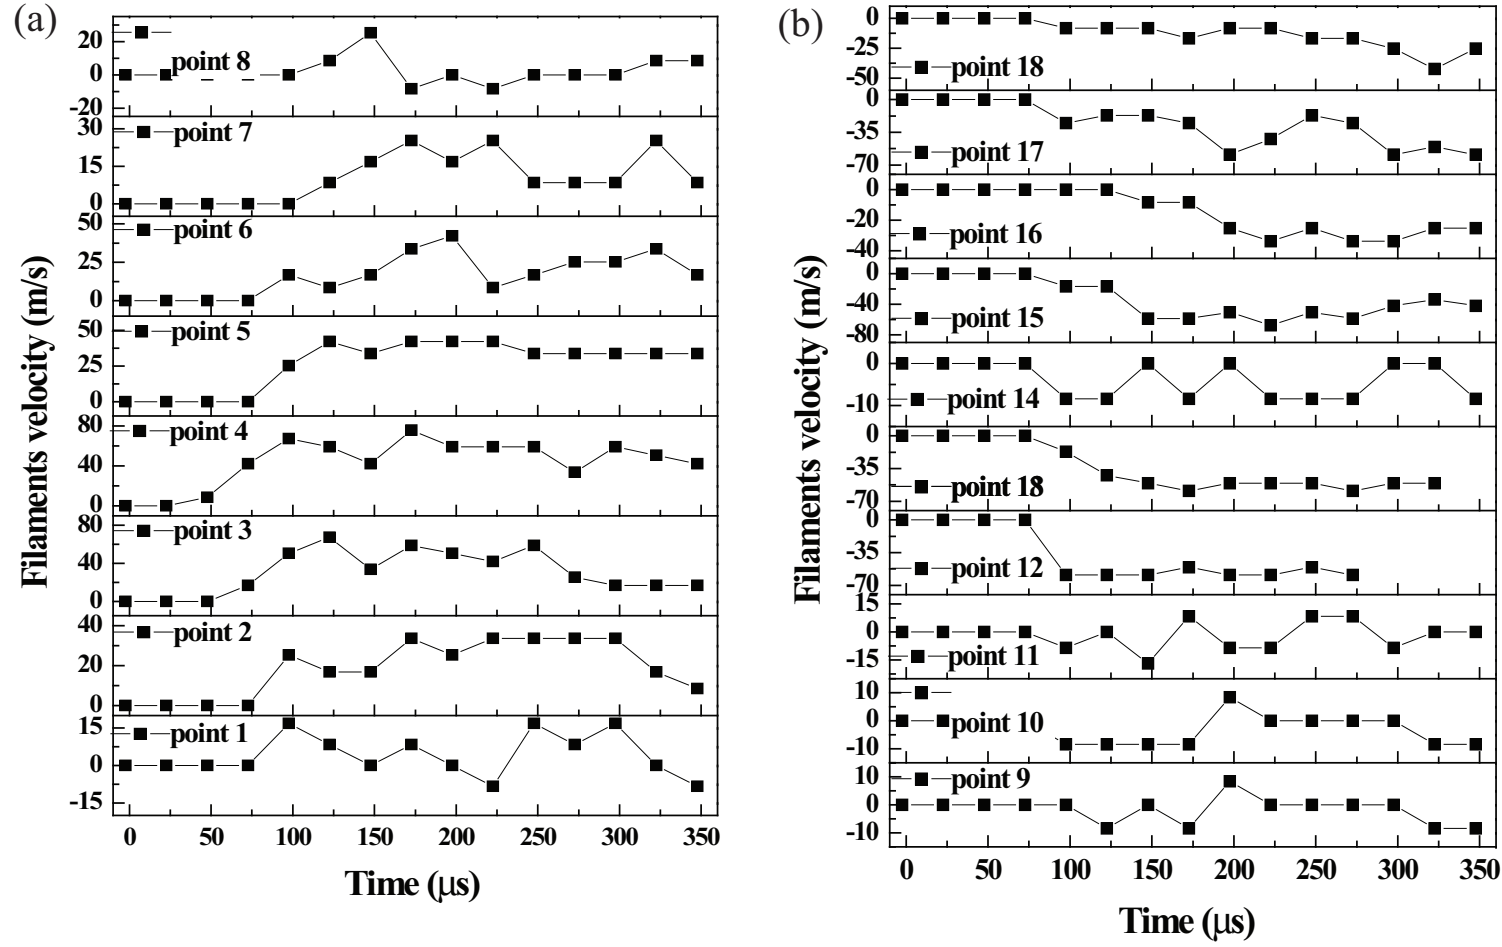 (a)
Filaments velocity (m/s)
20
0
-20
point 8
30
15
0
point 7
50
25
0
point 6
50
25
0
point 5
80
40
0
point 4
80
40
0
point 3
40
20
0
point 2
15
0
-15
point 1
0 50 100 150 200 250 300 350
Time (μs)
(b)
Filaments velocity (m/s)
0
-25
-50
point 18
0
-35
-70
point 17
0
-20
-40
point 16
0
-40
-80
point 15
0
-10
point 14
0
-35
-70
point
0
-35
-70
point 12
15
0
-15
point 11
10
0
-10
point 10
10
0
-10
point 9
0 50 100 150 200 250 300 350
Time (μs)